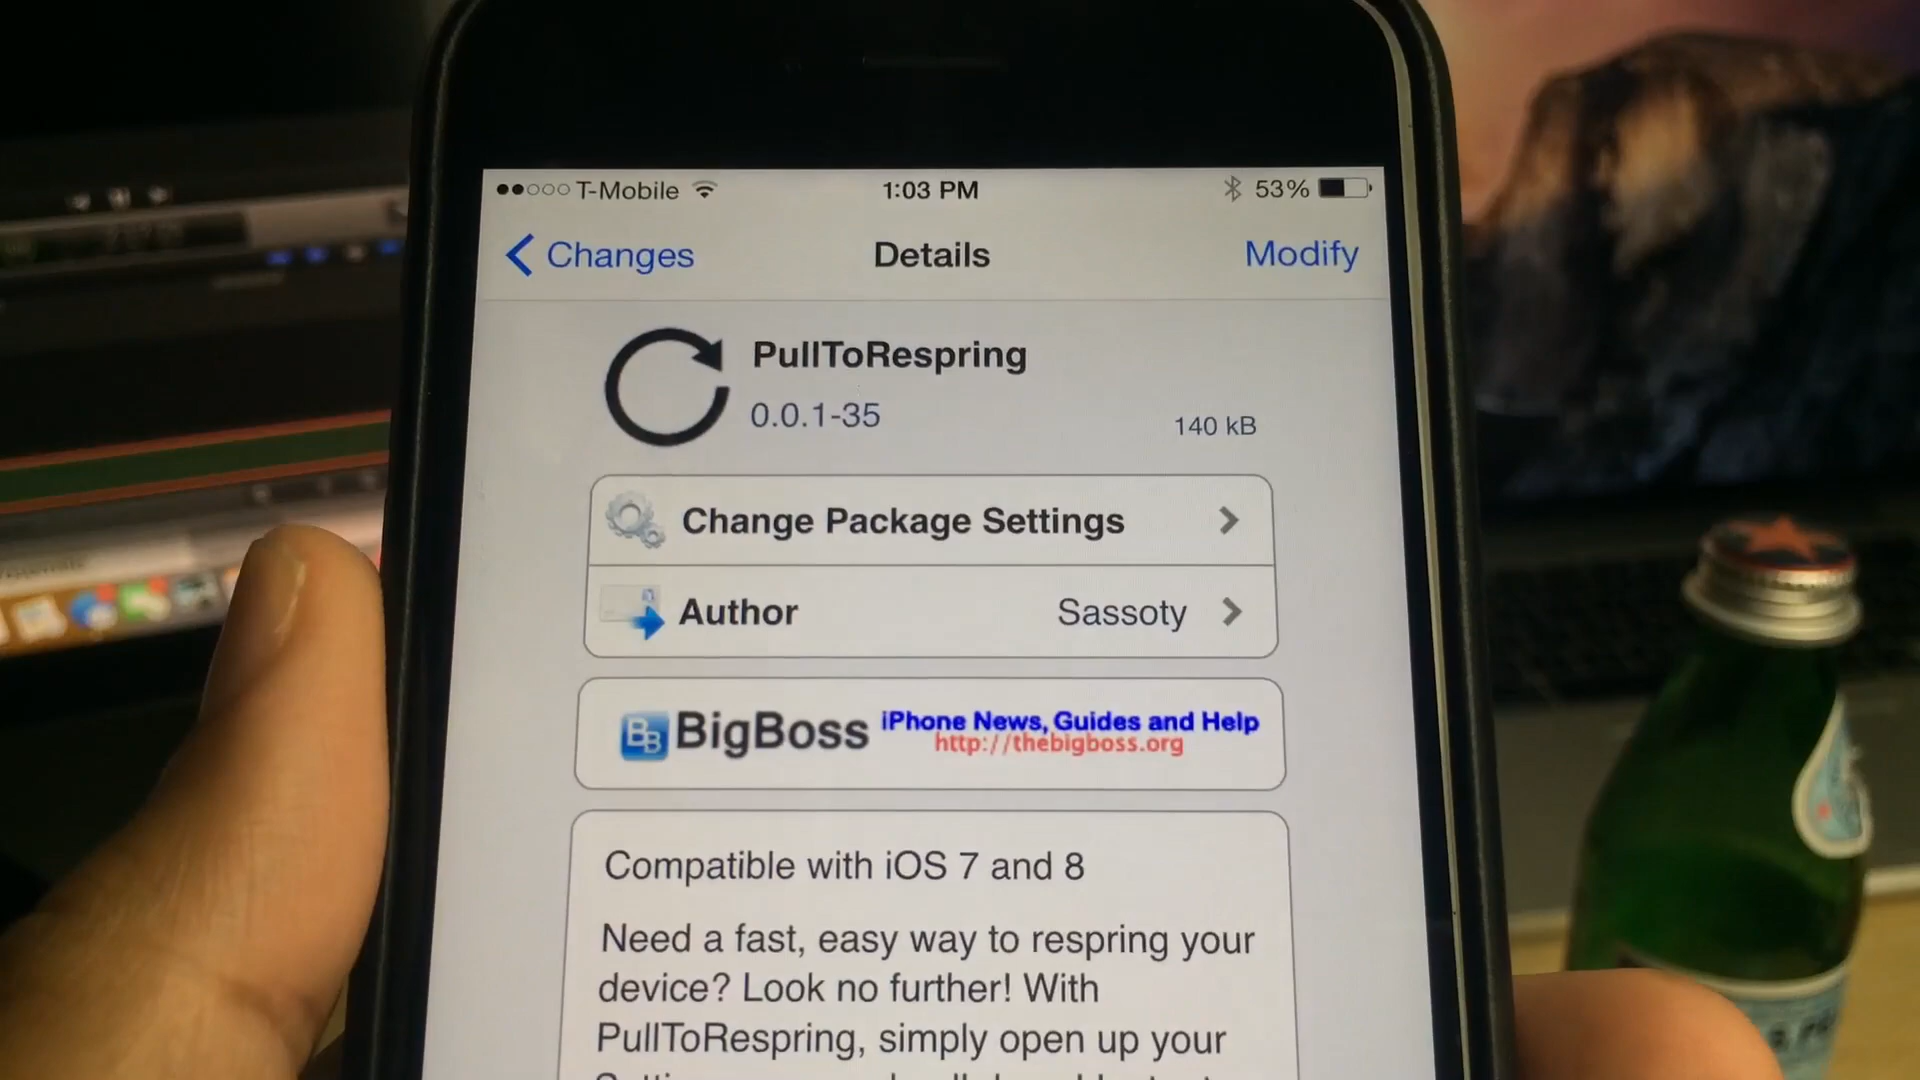 T-Mobile
1:03 PM
53%
Changes
Details
Modify
PullToRespring
0.0.1-35
140 kB
Change Package Settings
Author
Sassoty
BB
BigBoss
iPhone News, Guides and Help
http://thebigboss.org
Compatible with iOS 7 and 8
Need a fast, easy way to respring your
device? Look no further! With
PullToRespring, simply open up your